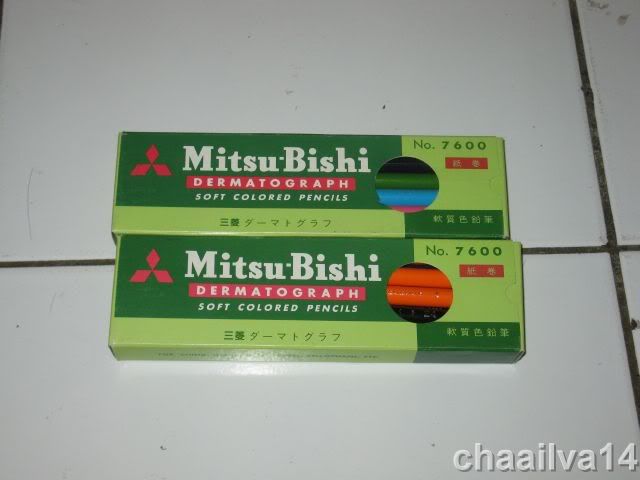 Mitsu-Bishi
DERMATOGRAPH
SOFT COLORED PENCILS
三菱 ダーマトグラフ
No. 7600
紙巻
軟質色鉛筆
Mitsu-Bishi
DERMATOGRAPH
SOFT COLORED PENCILS
三菱 ダーマトグラフ
No. 7600
紙巻
軟質色鉛筆
chaailva14